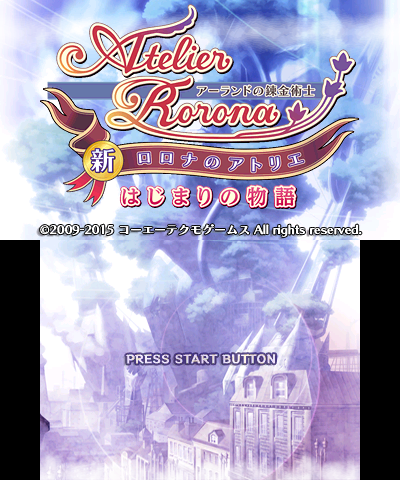 Atelier
アーランドの錬金術士
Rorona
新 ロロナのアトリエ
はじまりの物語
©2009-2015 コーエーテクモゲームス All rights reserved.
PRESS START BUTTON